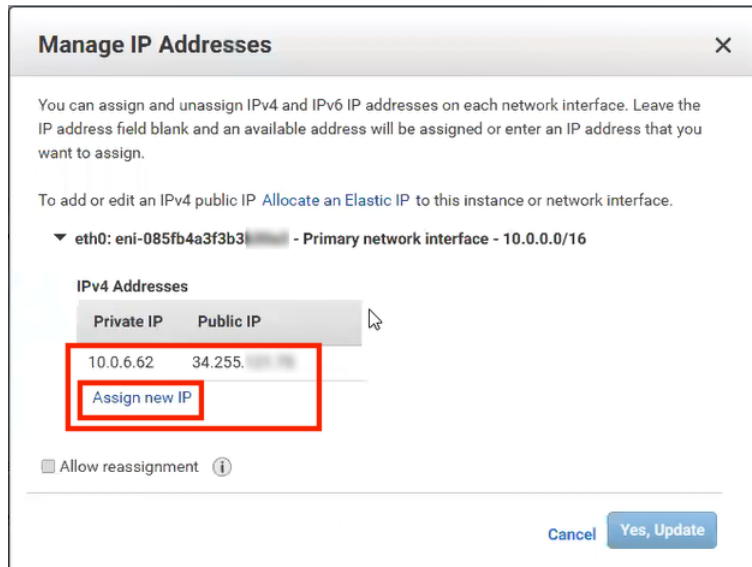 Manage IP Addresses
You can assign and unassign IPv4 and IPv6 IP addresses on each network interface. Leave the
IP address field blank and an available address will be assigned or enter an IP address that you
want to assign.
To add or edit an IPv4 public IP Allocate an Elastic IP to this instance or network interface.
eth0: eni-085fb4a3f3b3 - Primary network interface - 10.0.0.0/16
IPv4 Addresses
Private IP Public IP
10.0.6.62 34.255.
Assign new IP
Allow reassignment
Cancel Yes, Update